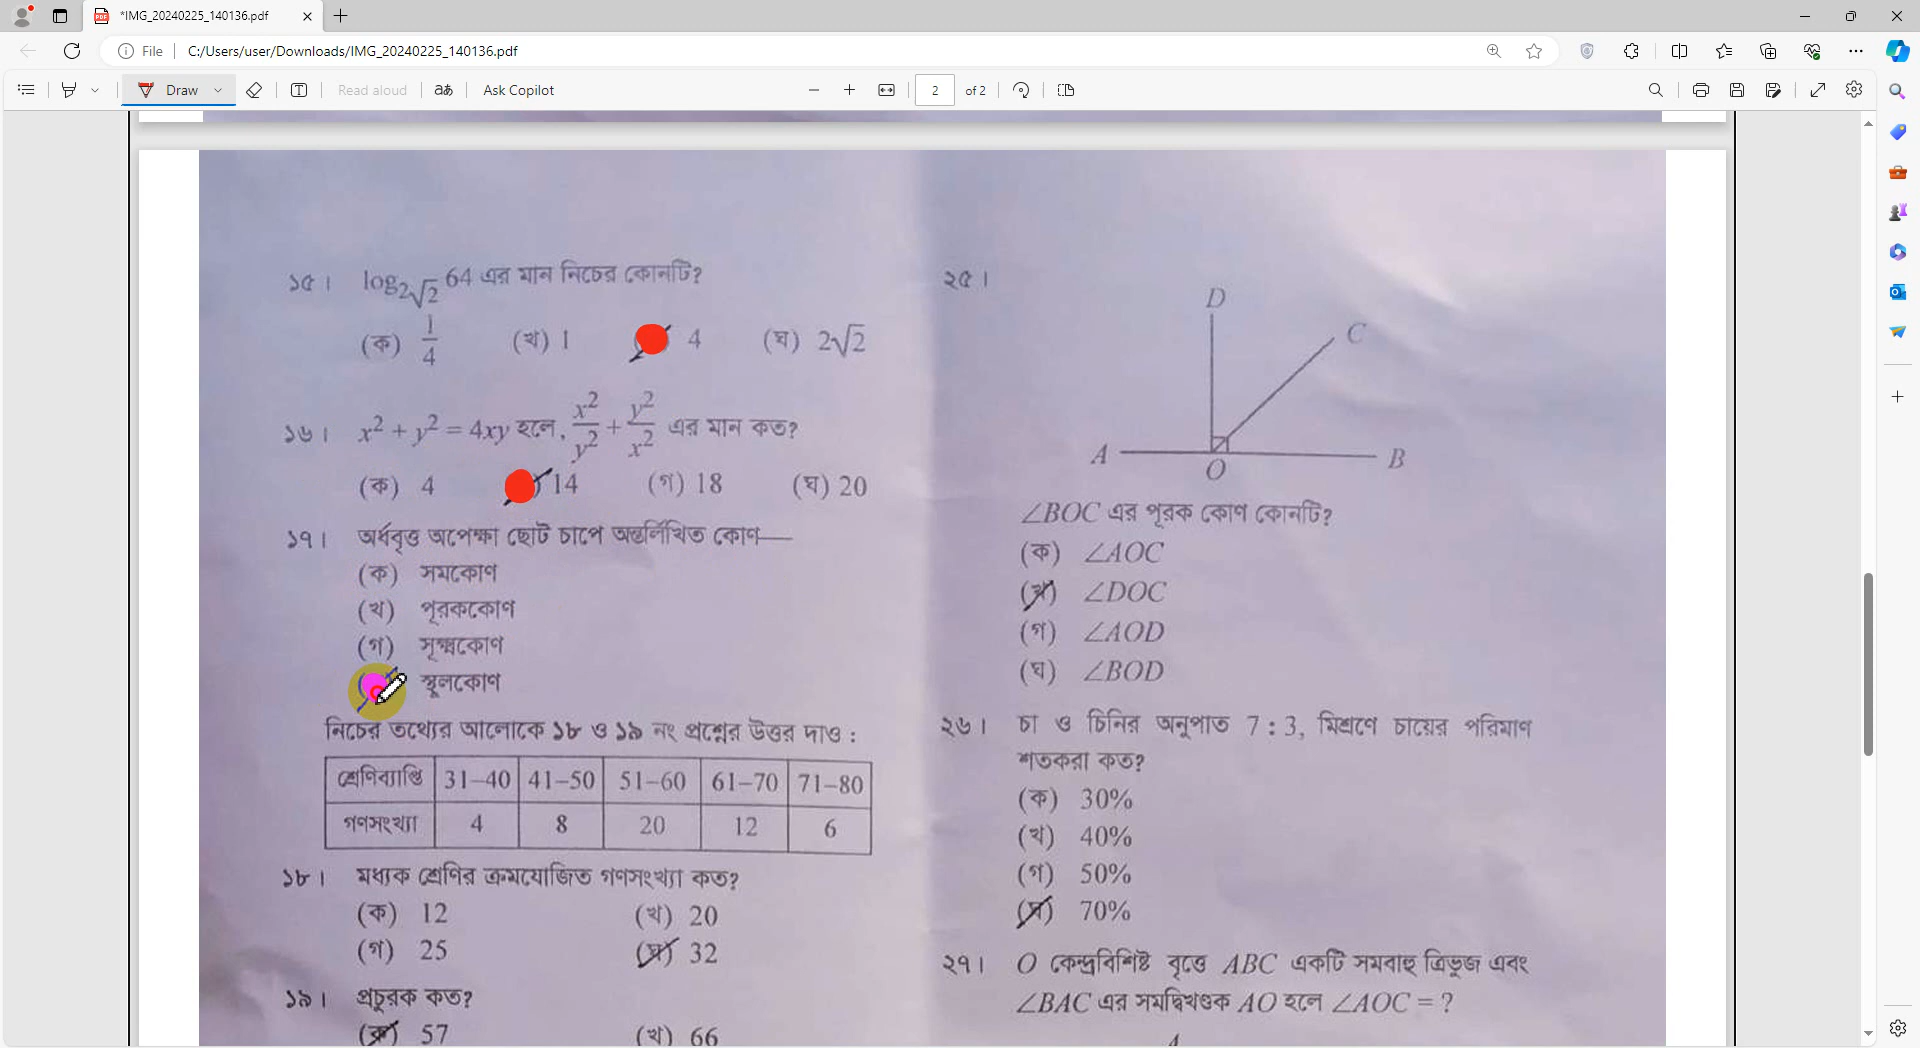 *IMG_20240225_140136.pdf
File
C:/Users/user/Downloads/IMG_20240225_140136.pdf
Draw
Read aloud
aあ
Ask Copilot
2
of 2
১৫। log_{2√2} 64 এর মান নিচের কোনটি?
(ক) 1/4 (খ) 1 4 (ঘ) 2√2
১৬। x² + y² = 4xy হলে, x²/y² + y²/x² এর মান কত?
(ক) 4 14 (গ) 18 (ঘ) 20
১৭। অর্ধবৃত্ত অপেক্ষা ছোট চাপে অন্তর্লিখিত কোণ—
(ক) সমকোণ
(খ) পূরককোণ
(গ) সূক্ষ্মকোণ
স্থূলকোণ
নিচের তথ্যের আলোকে ১৮ ও ১৯ নং প্রশ্নের উত্তর দাও :
শ্রেণিব্যাপ্তি 31–40 41–50 51–60 61–70 71–80
গণসংখ্যা 4 8 20 12 6
১৮। মধ্যক শ্রেণির ক্রমযোজিত গণসংখ্যা কত?
(ক) 12 (খ) 20
(গ) 25 (ঘ) 32
১৯। প্রচুরক কত?
(ক) 57 (খ) 66
২৫।
D
C
A
O
B
∠BOC এর পূরক কোণ কোনটি?
(ক) ∠AOC
(খ) ∠DOC
(গ) ∠AOD
(ঘ) ∠BOD
২৬। চা ও চিনির অনুপাত 7 : 3, মিশ্রণে চায়ের পরিমাণ
শতকরা কত?
(ক) 30%
(খ) 40%
(গ) 50%
(ঘ) 70%
২৭। O কেন্দ্রবিশিষ্ট বৃত্তে ABC একটি সমবাহু ত্রিভুজ এবং
∠BAC এর সমদ্বিখণ্ডক AO হলে ∠AOC = ?
A